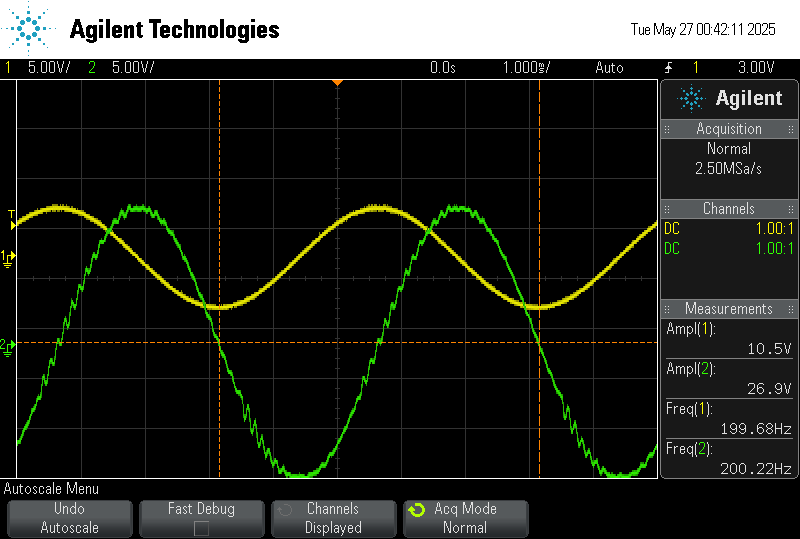 Agilent Technologies
Tue May 27 00:42:11 2025
1 5.00V/ 2 5.00V/ 0.0s 1.000ms/ Auto 1 3.00V
Agilent
Acquisition
Normal
2.50MSa/s
Channels
DC 1.00:1
DC 1.00:1
Measurements
Ampl(1):
10.5V
Ampl(2):
26.9V
Freq(1):
199.68Hz
Freq(2):
200.22Hz
T
1
2
Autoscale Menu
Undo
Autoscale
Fast Debug
Channels
Displayed
Acq Mode
Normal